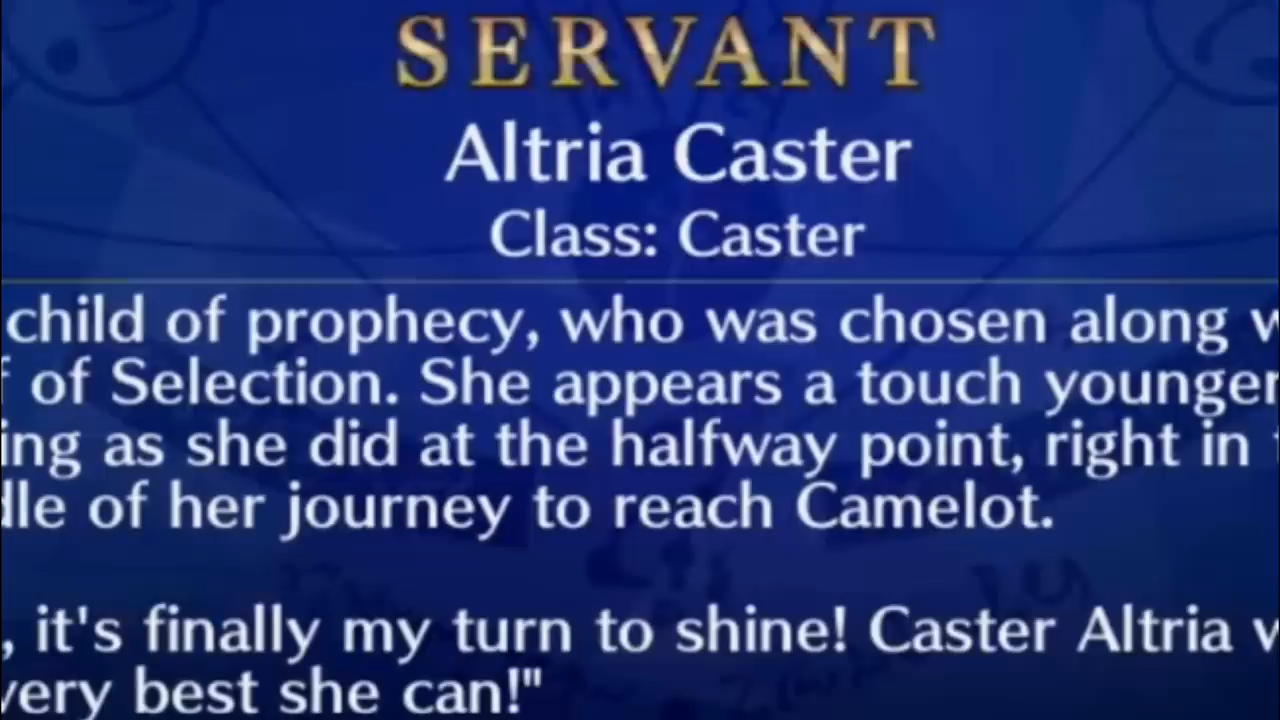 SERVANT
Altria Caster
Class: Caster
child of prophecy, who was chosen along
of Selection. She appears a touch younger
ing as she did at the halfway point, right in
dle of her journey to reach Camelot.
, it's finally my turn to shine! Caster Altria
very best she can!"